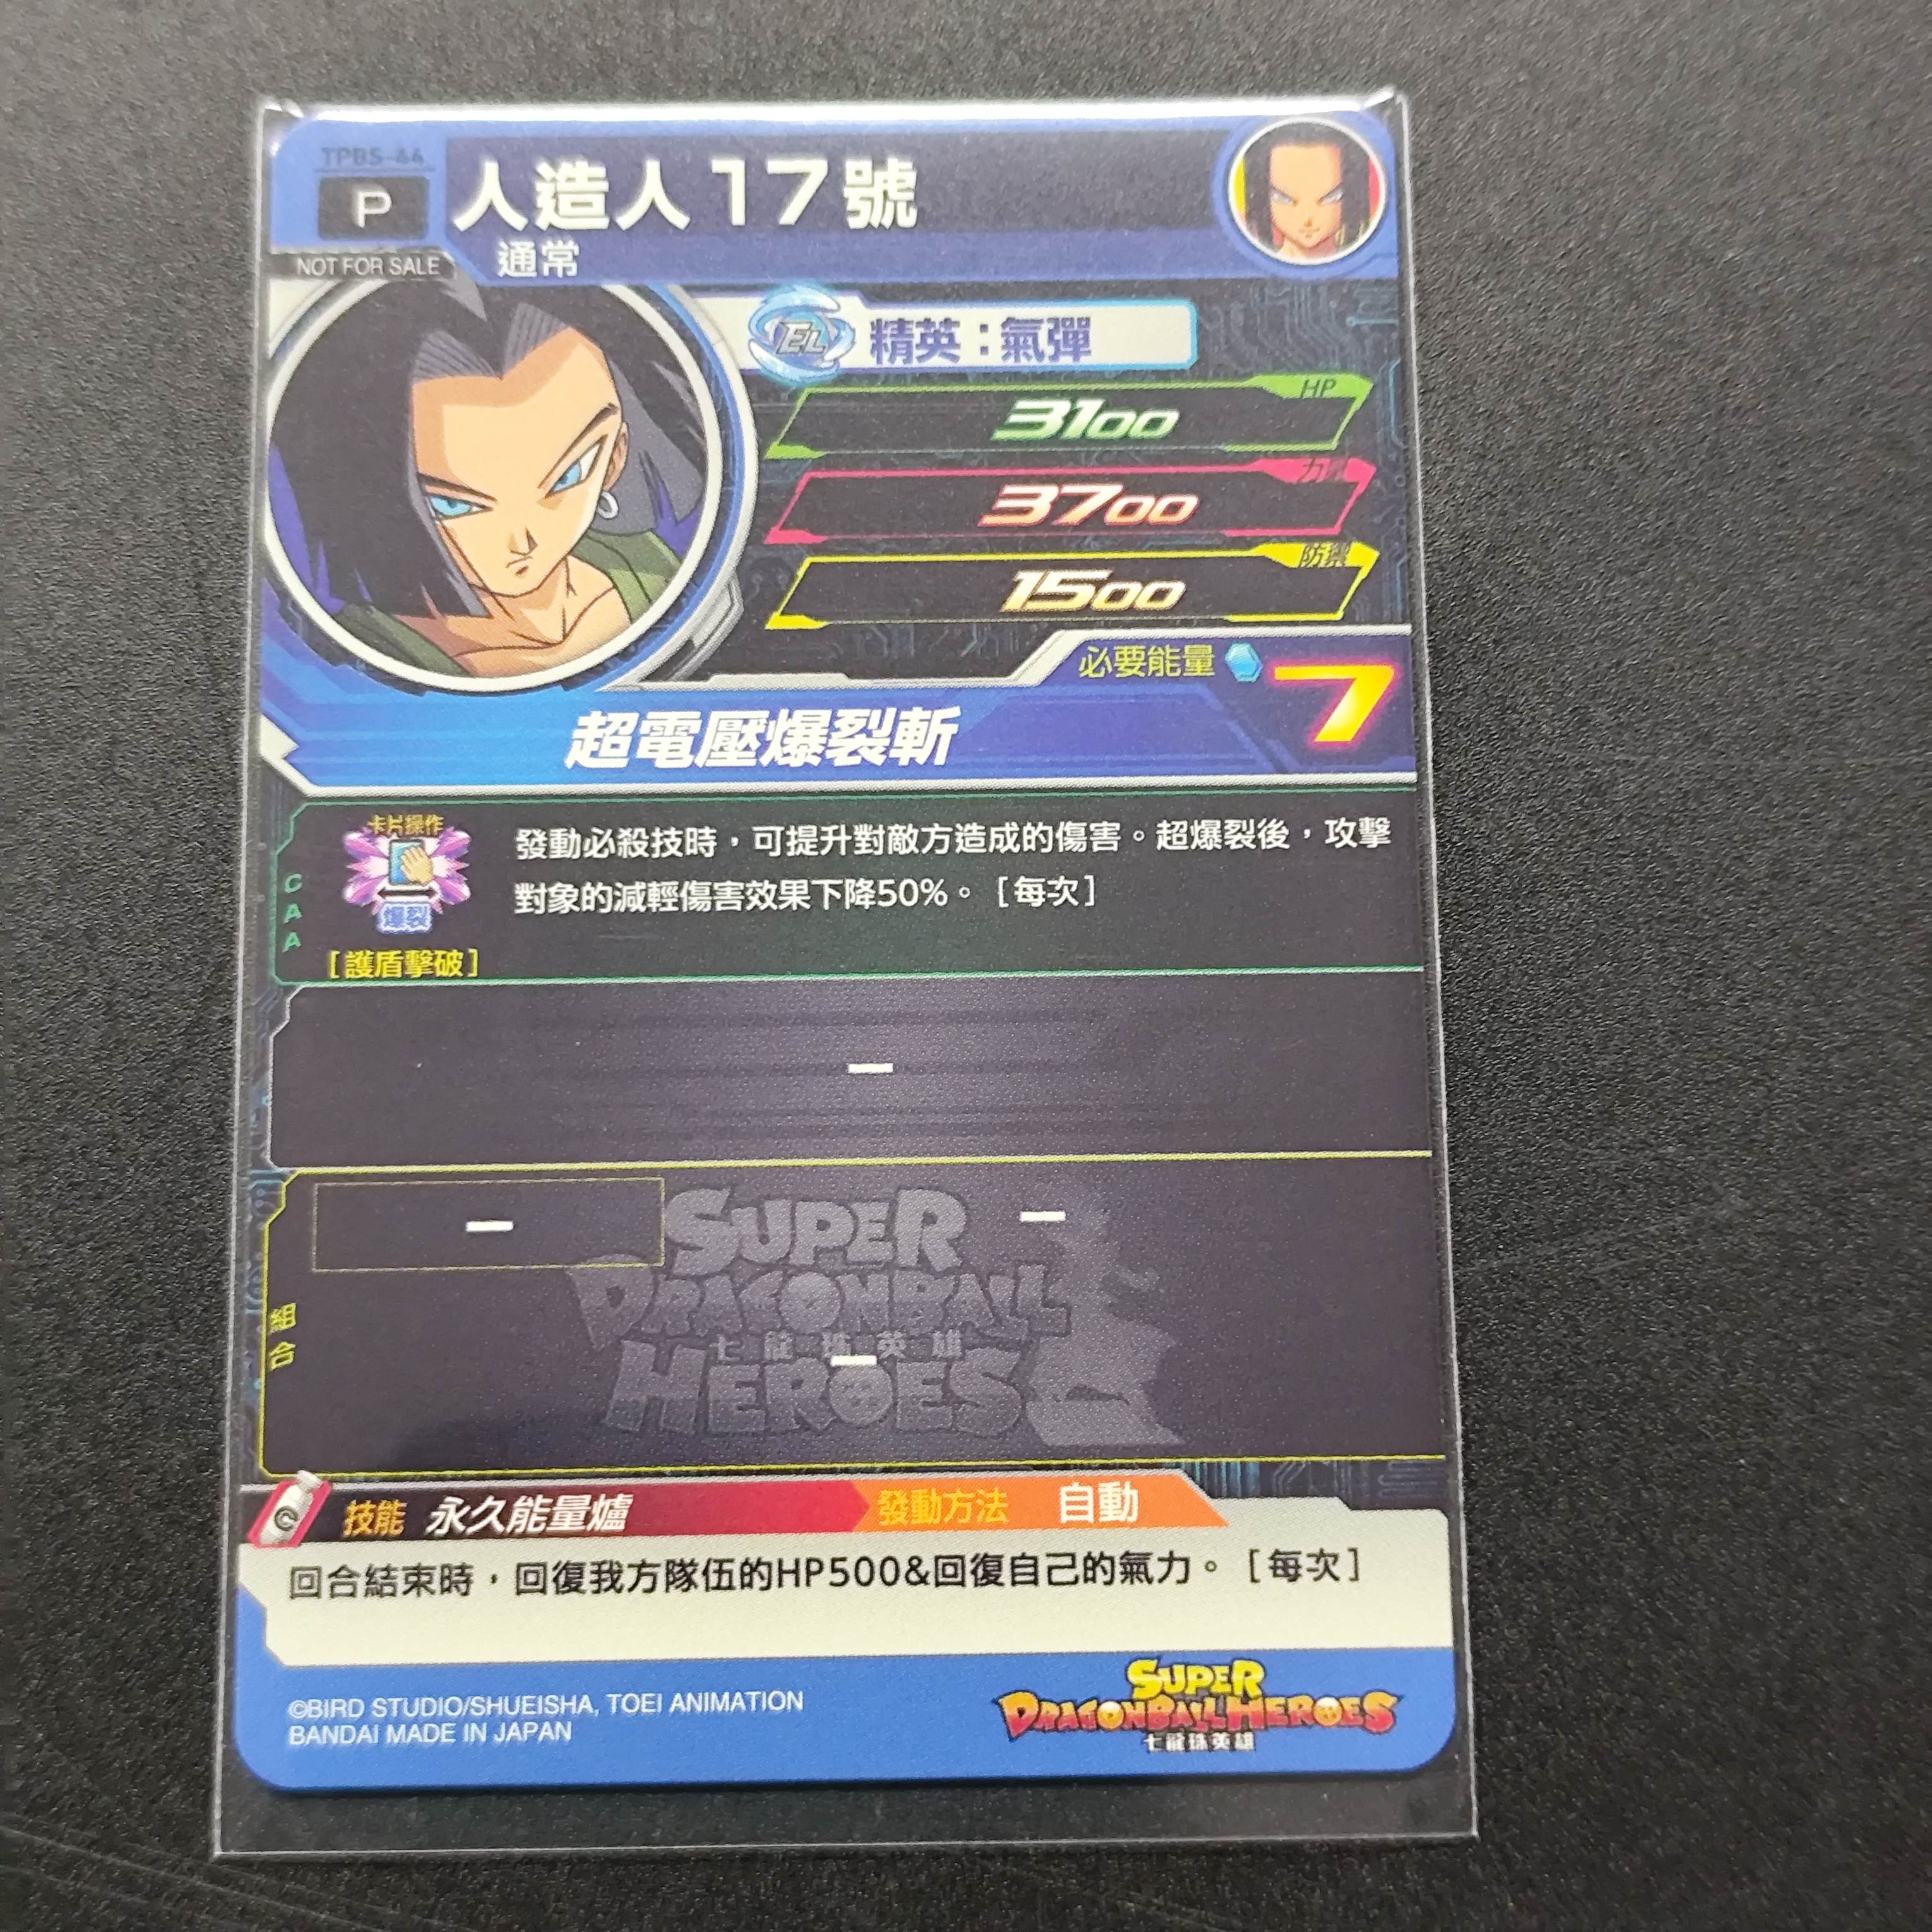 TPBS-44
P
NOT FOR SALE
人造人17號
通常
EL
精英：氣彈
HP
3100
力量
3700
防禦
1500
必要能量
7
超電壓爆裂斬
CAA
卡片操作
爆裂
[護盾擊破]
發動必殺技時，可提升對敵方造成的傷害。超爆裂後，攻擊
對象的減輕傷害效果下降50%。［每次］
–
組合
–
–
–
SUPER
DRAGONBALL
七龍珠英雄
HEROES
C
技能 永久能量爐 發動方法 自動
回合結束時，回復我方隊伍的HP500&回復自己的氣力。［每次］
©BIRD STUDIO/SHUEISHA, TOEI ANIMATION
BANDAI MADE IN JAPAN
SUPER
DRAGONBALL HEROES
七龍珠英雄